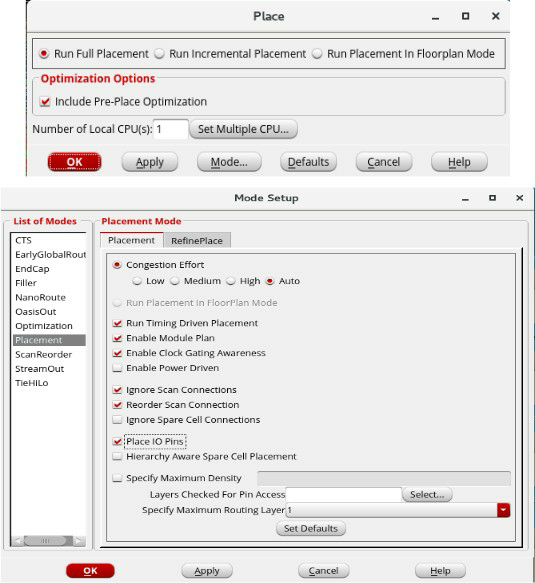 Place
Run Full Placement Run Incremental Placement Run Placement In Floorplan Mode
Optimization Options
Include Pre-Place Optimization
Number of Local CPU(s): 1 Set Multiple CPU...
OK Apply Mode... Defaults Cancel Help
Mode Setup
List of Modes
CTS
EarlyGlobalRout
EndCap
Filler
NanoRoute
OasisOut
Optimization
Placement
ScanReorder
StreamOut
TieHiLo
Placement Mode
Placement RefinePlace
Congestion Effort
Low Medium High Auto
Run Placement In FloorPlan Mode
Run Timing Driven Placement
Enable Module Plan
Enable Clock Gating Awareness
Enable Power Driven
Ignore Scan Connections
Reorder Scan Connection
Ignore Spare Cell Connections
Place IO Pins
Hierarchy Aware Spare Cell Placement
Specify Maximum Density
Layers Checked For Pin Access Select...
Specify Maximum Routing Layer 1
Set Defaults
OK Apply Cancel Help